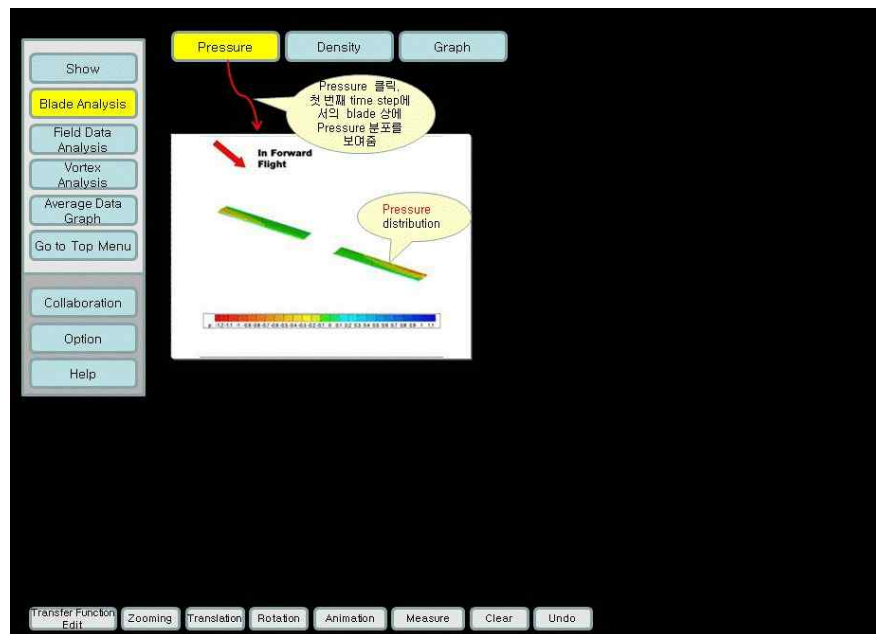 Pressure
Density
Graph
Show
Blade Analysis
Field Data
Analysis
Vortex
Analysis
Average Data
Graph
Go to Top Menu
Collaboration
Option
Help
Pressure 클릭,
첫 번째 time step에
서의 blade 상에
Pressure 분포를
보여줌
In Forward
Flight
Pressure
distribution
Transfer Function
Edit
Zooming
Translation
Rotation
Animation
Measure
Clear
Undo